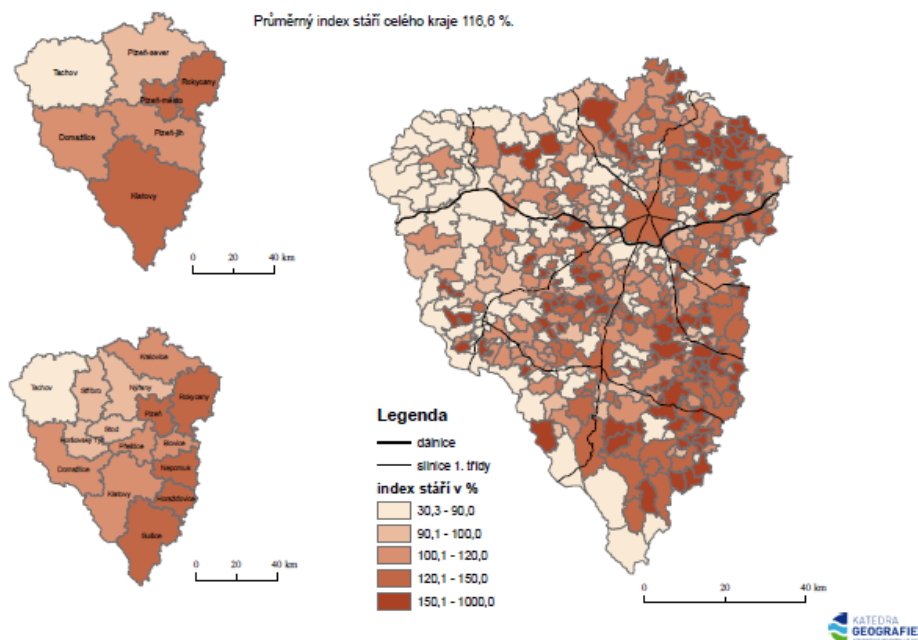 Průměrný index stáří celého kraje 116,6 %.
Plzeň-sever
Tachov
Rokycany
Plzeň-město
Domažlice
Plzeň-jih
Klatovy
0 20 40 km
Kralovice
Tachov
Stříbro
Nýřany
Rokycany
Plzeň
Stod
Horšovský Týn
Přeštice
Blovice
Domažlice
Nepomuk
Klatovy
Horažďovice
Sušice
0 20 40 km
Legenda
dálnice
silnice 1. třídy
index stáří v %
30,3 - 90,0
90,1 - 100,0
100,1 - 120,0
120,1 - 150,0
150,1 - 1000,0
0 20 40 km
KATEDRA
GEOGRAFIE